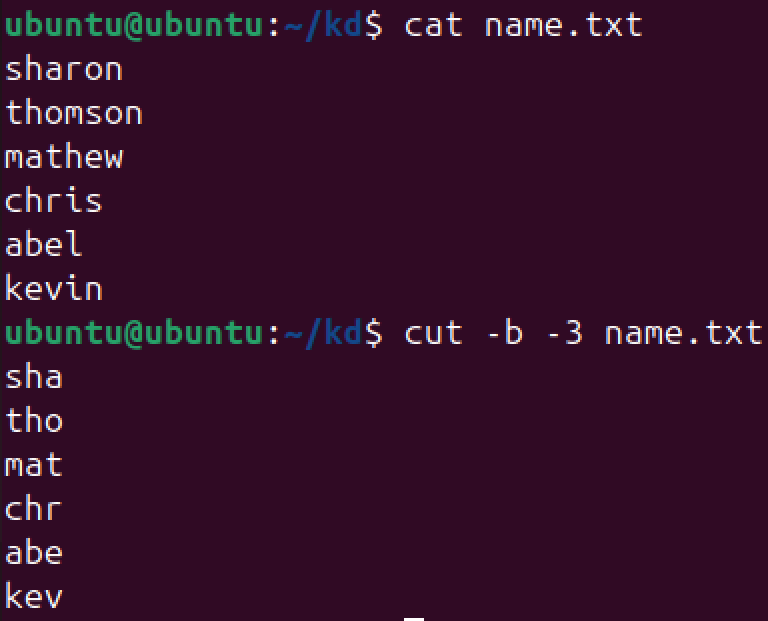 ubuntu@ubuntu:~/kd$ cat name.txt
sharon
thomson
mathew
chris
abel
kevin
ubuntu@ubuntu:~/kd$ cut -b -3 name.txt
sha
tho
mat
chr
abe
kev